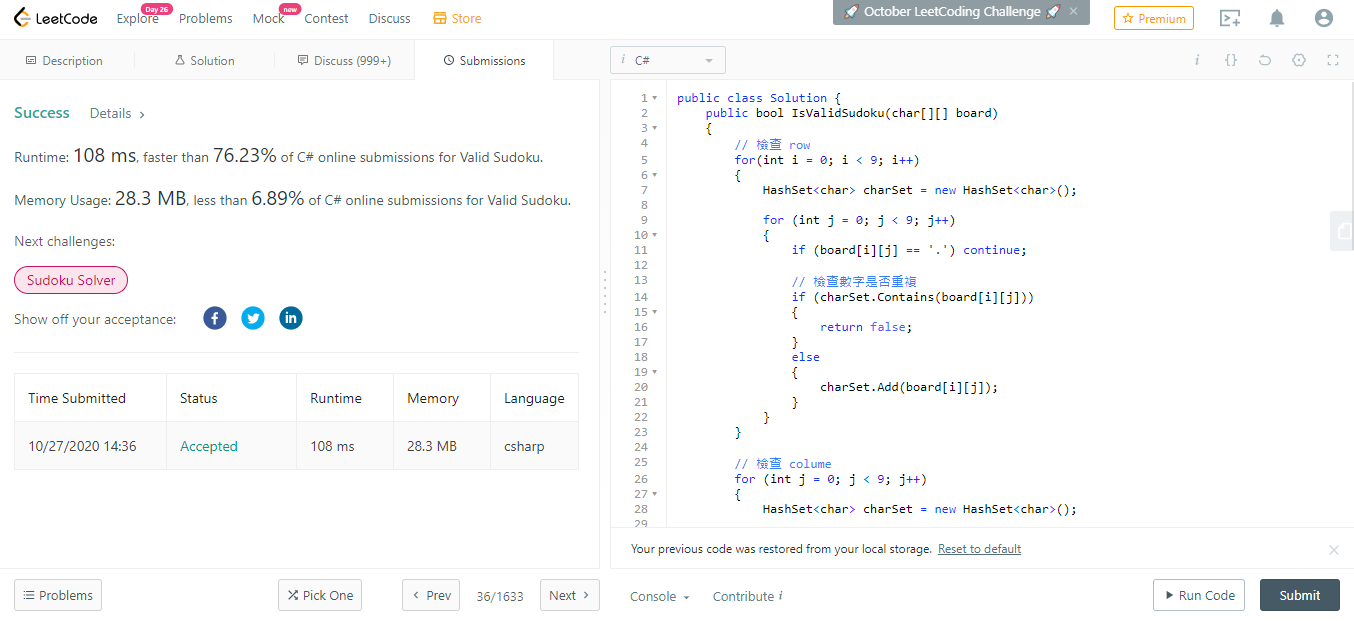 LeetCode Explore Day 26 Problems Mock new Contest Discuss Store 🚀 October LeetCoding Challenge 🚀 × Premium
Description Solution Discuss (999+) Submissions i C# i {}
Success Details >
Runtime: 108 ms, faster than 76.23% of C# online submissions for Valid Sudoku.
Memory Usage: 28.3 MB, less than 6.89% of C# online submissions for Valid Sudoku.
Next challenges:
Sudoku Solver
Show off your acceptance: f in
Time Submitted Status Runtime Memory Language
10/27/2020 14:36 Accepted 108 ms 28.3 MB csharp
1 public class Solution {
2 public bool IsValidSudoku(char[][] board)
3 {
4 // 檢查 row
5 for(int i = 0; i < 9; i++)
6 {
7 HashSet<char> charSet = new HashSet<char>();
8
9 for (int j = 0; j < 9; j++)
10 {
11 if (board[i][j] == '.') continue;
12
13 // 檢查數字是否重複
14 if (charSet.Contains(board[i][j]))
15 {
16 return false;
17 }
18 else
19 {
20 charSet.Add(board[i][j]);
21 }
22 }
23 }
24
25 // 檢查 colume
26 for (int j = 0; j < 9; j++)
27 {
28 HashSet<char> charSet = new HashSet<char>();
29
Your previous code was restored from your local storage. Reset to default
Problems Pick One < Prev 36/1633 Next > Console Contribute i Run Code Submit